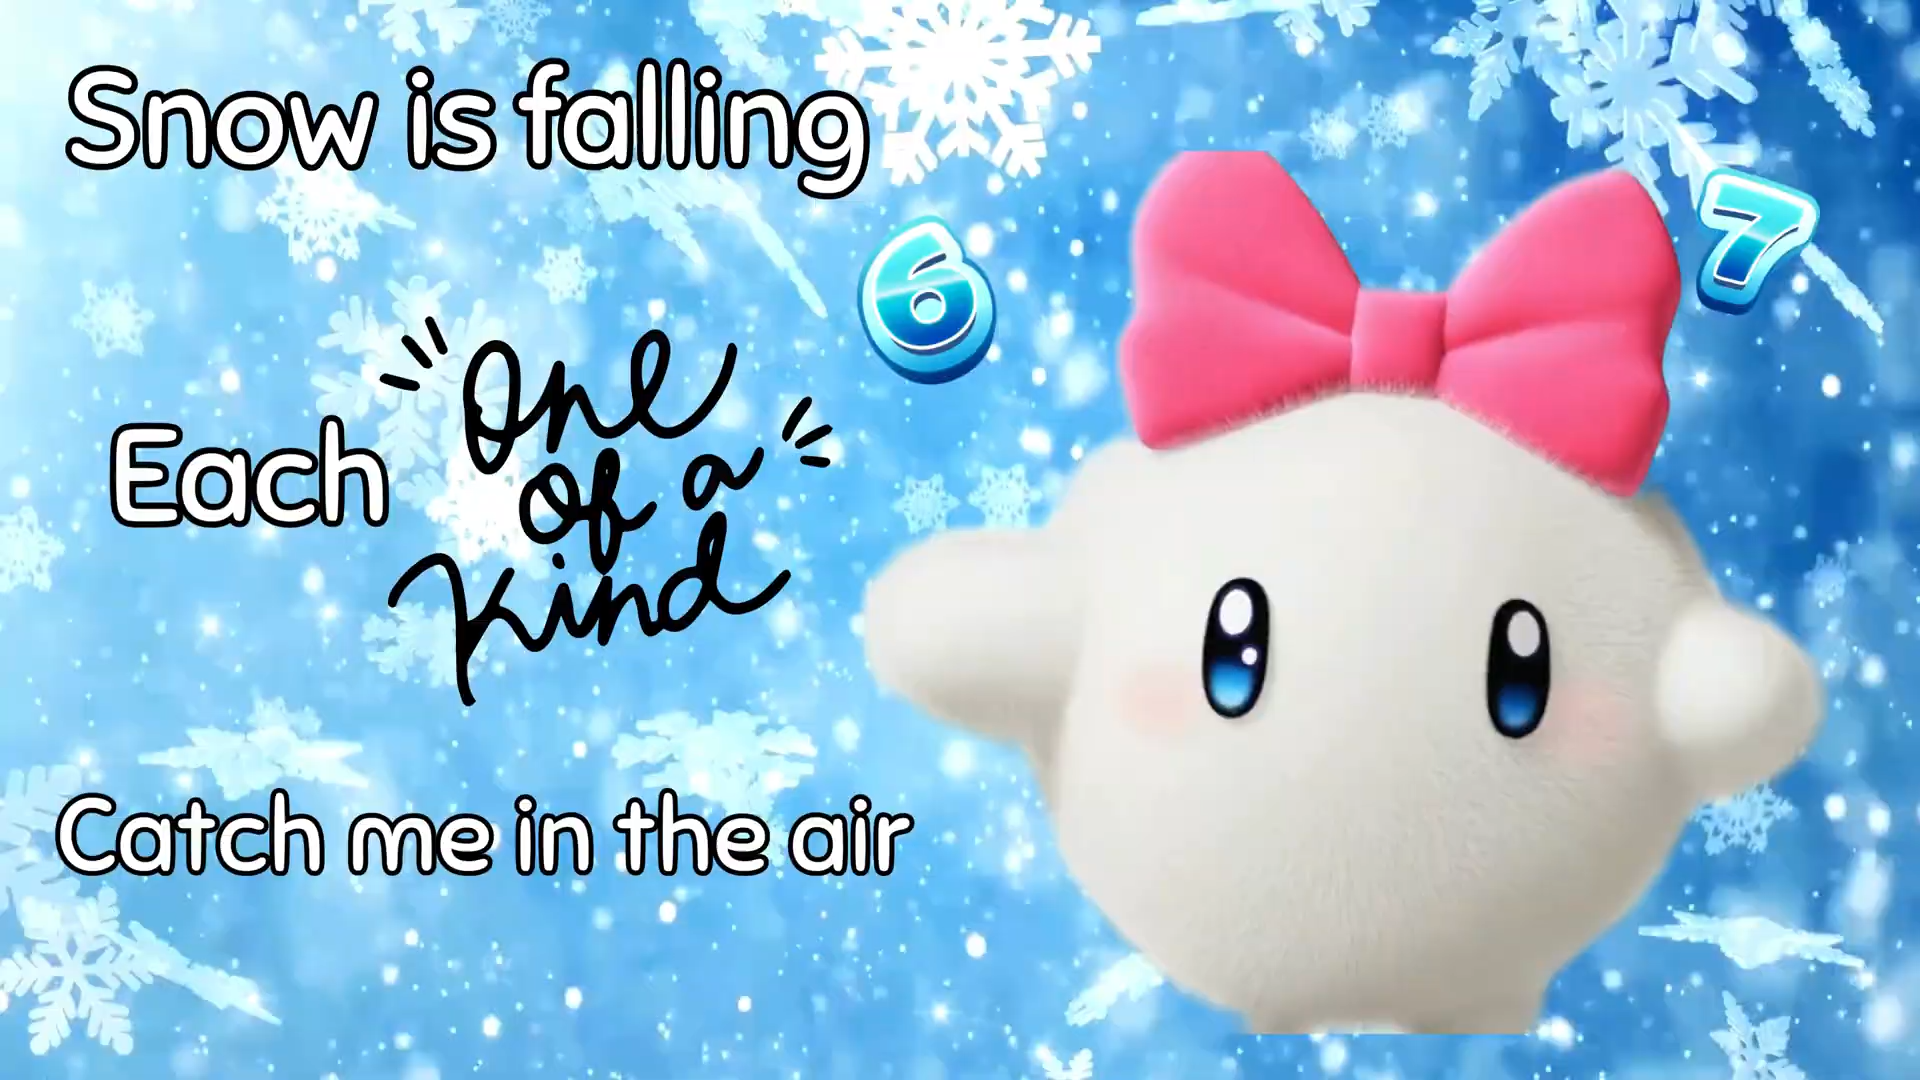 Snow is falling
6
7
Each
One
of a
Kind
Catch me in the air